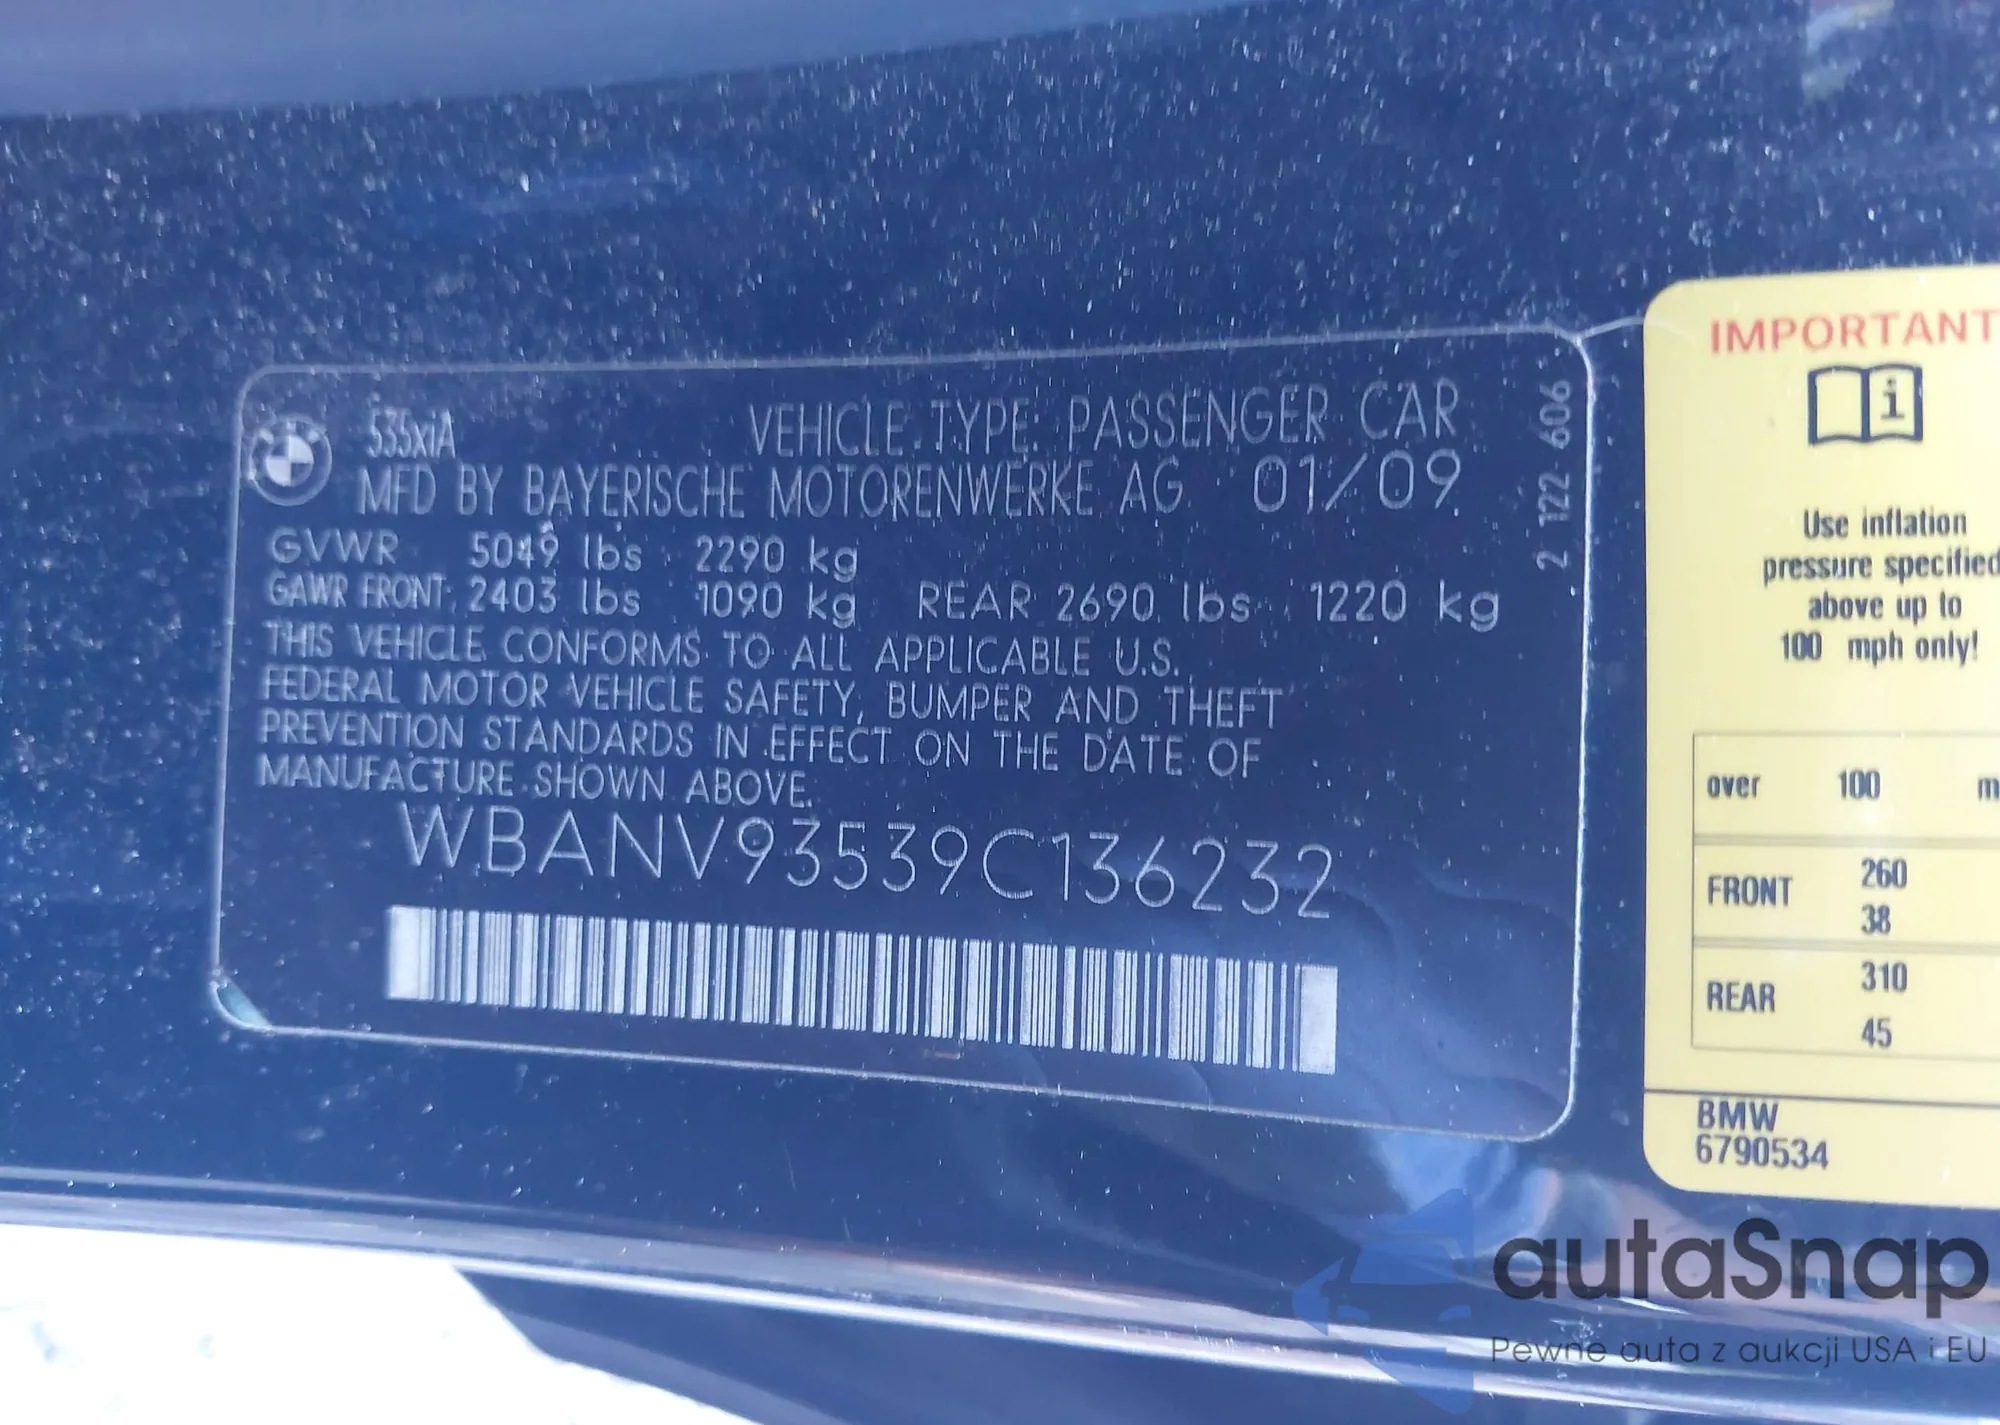 535xiA VEHICLE TYPE PASSENGER CAR
MFD BY BAYERISCHE MOTORENWERKE AG 01/09
GVWR 5049 lbs 2290 kg
GAWR FRONT: 2403 lbs 1090 kg REAR 2690 lbs 1220 kg
THIS VEHICLE CONFORMS TO ALL APPLICABLE U.S.
FEDERAL MOTOR VEHICLE SAFETY, BUMPER AND THEFT
PREVENTION STANDARDS IN EFFECT ON THE DATE OF
MANUFACTURE SHOWN ABOVE.
WBANV93539C136232
2 122 606
IMPORTANT
i
Use inflation
pressure specified
above up to
100 mph only!
over 100 m
FRONT 260
38
REAR 310
45
BMW
6790534
autaSnap
Pewne auta z aukcji USA i EU